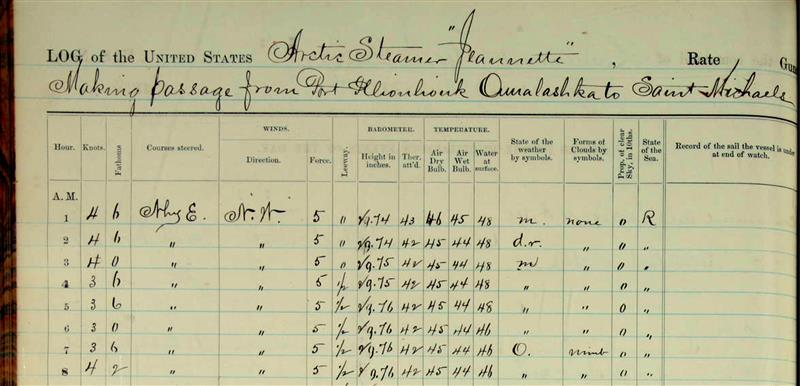 LOG of the UNITED STATES Arctic Steamer "Jeannette", Rate
Making passage from Port Illiouliouk Ounalashka to Saint Michaels
Hour. Knots. Fathoms Courses steered. WINDS. Direction. Force. Leeway. BAROMETER. Height in inches. Ther. att'd. TEMPERATURE. Air Dry Bulb. Air Wet Bulb. Water at surface. State of the weather by symbols. Forms of Clouds by symbols. Prop. of clear Sky, in 10ths. State of the Sea. Record of the sail the vessel is under at end of watch.
A. M.
1 4 6 N by E. N. W. 5 0 29.74 43 46 45 48 m. none 0 R
2 4 6 " " 5 0 29.74 42 45 44 48 d.r. " 0 "
3 4 0 " " 5 0 29.75 42 45 44 48 m " 0 "
4 3 6 " " 5 1/2 29.75 42 45 44 48 " " 0 "
5 3 6 " " 5 1/2 29.76 42 45 44 48 " " 0 "
6 3 0 " " 5 1/2 29.76 42 45 44 46 " " 0 "
7 3 6 " " 5 1/2 29.76 42 45 44 46 O. nimb 0 "
8 4 2 " " 5 1/2 29.76 42 45 44 46 " " 0 "